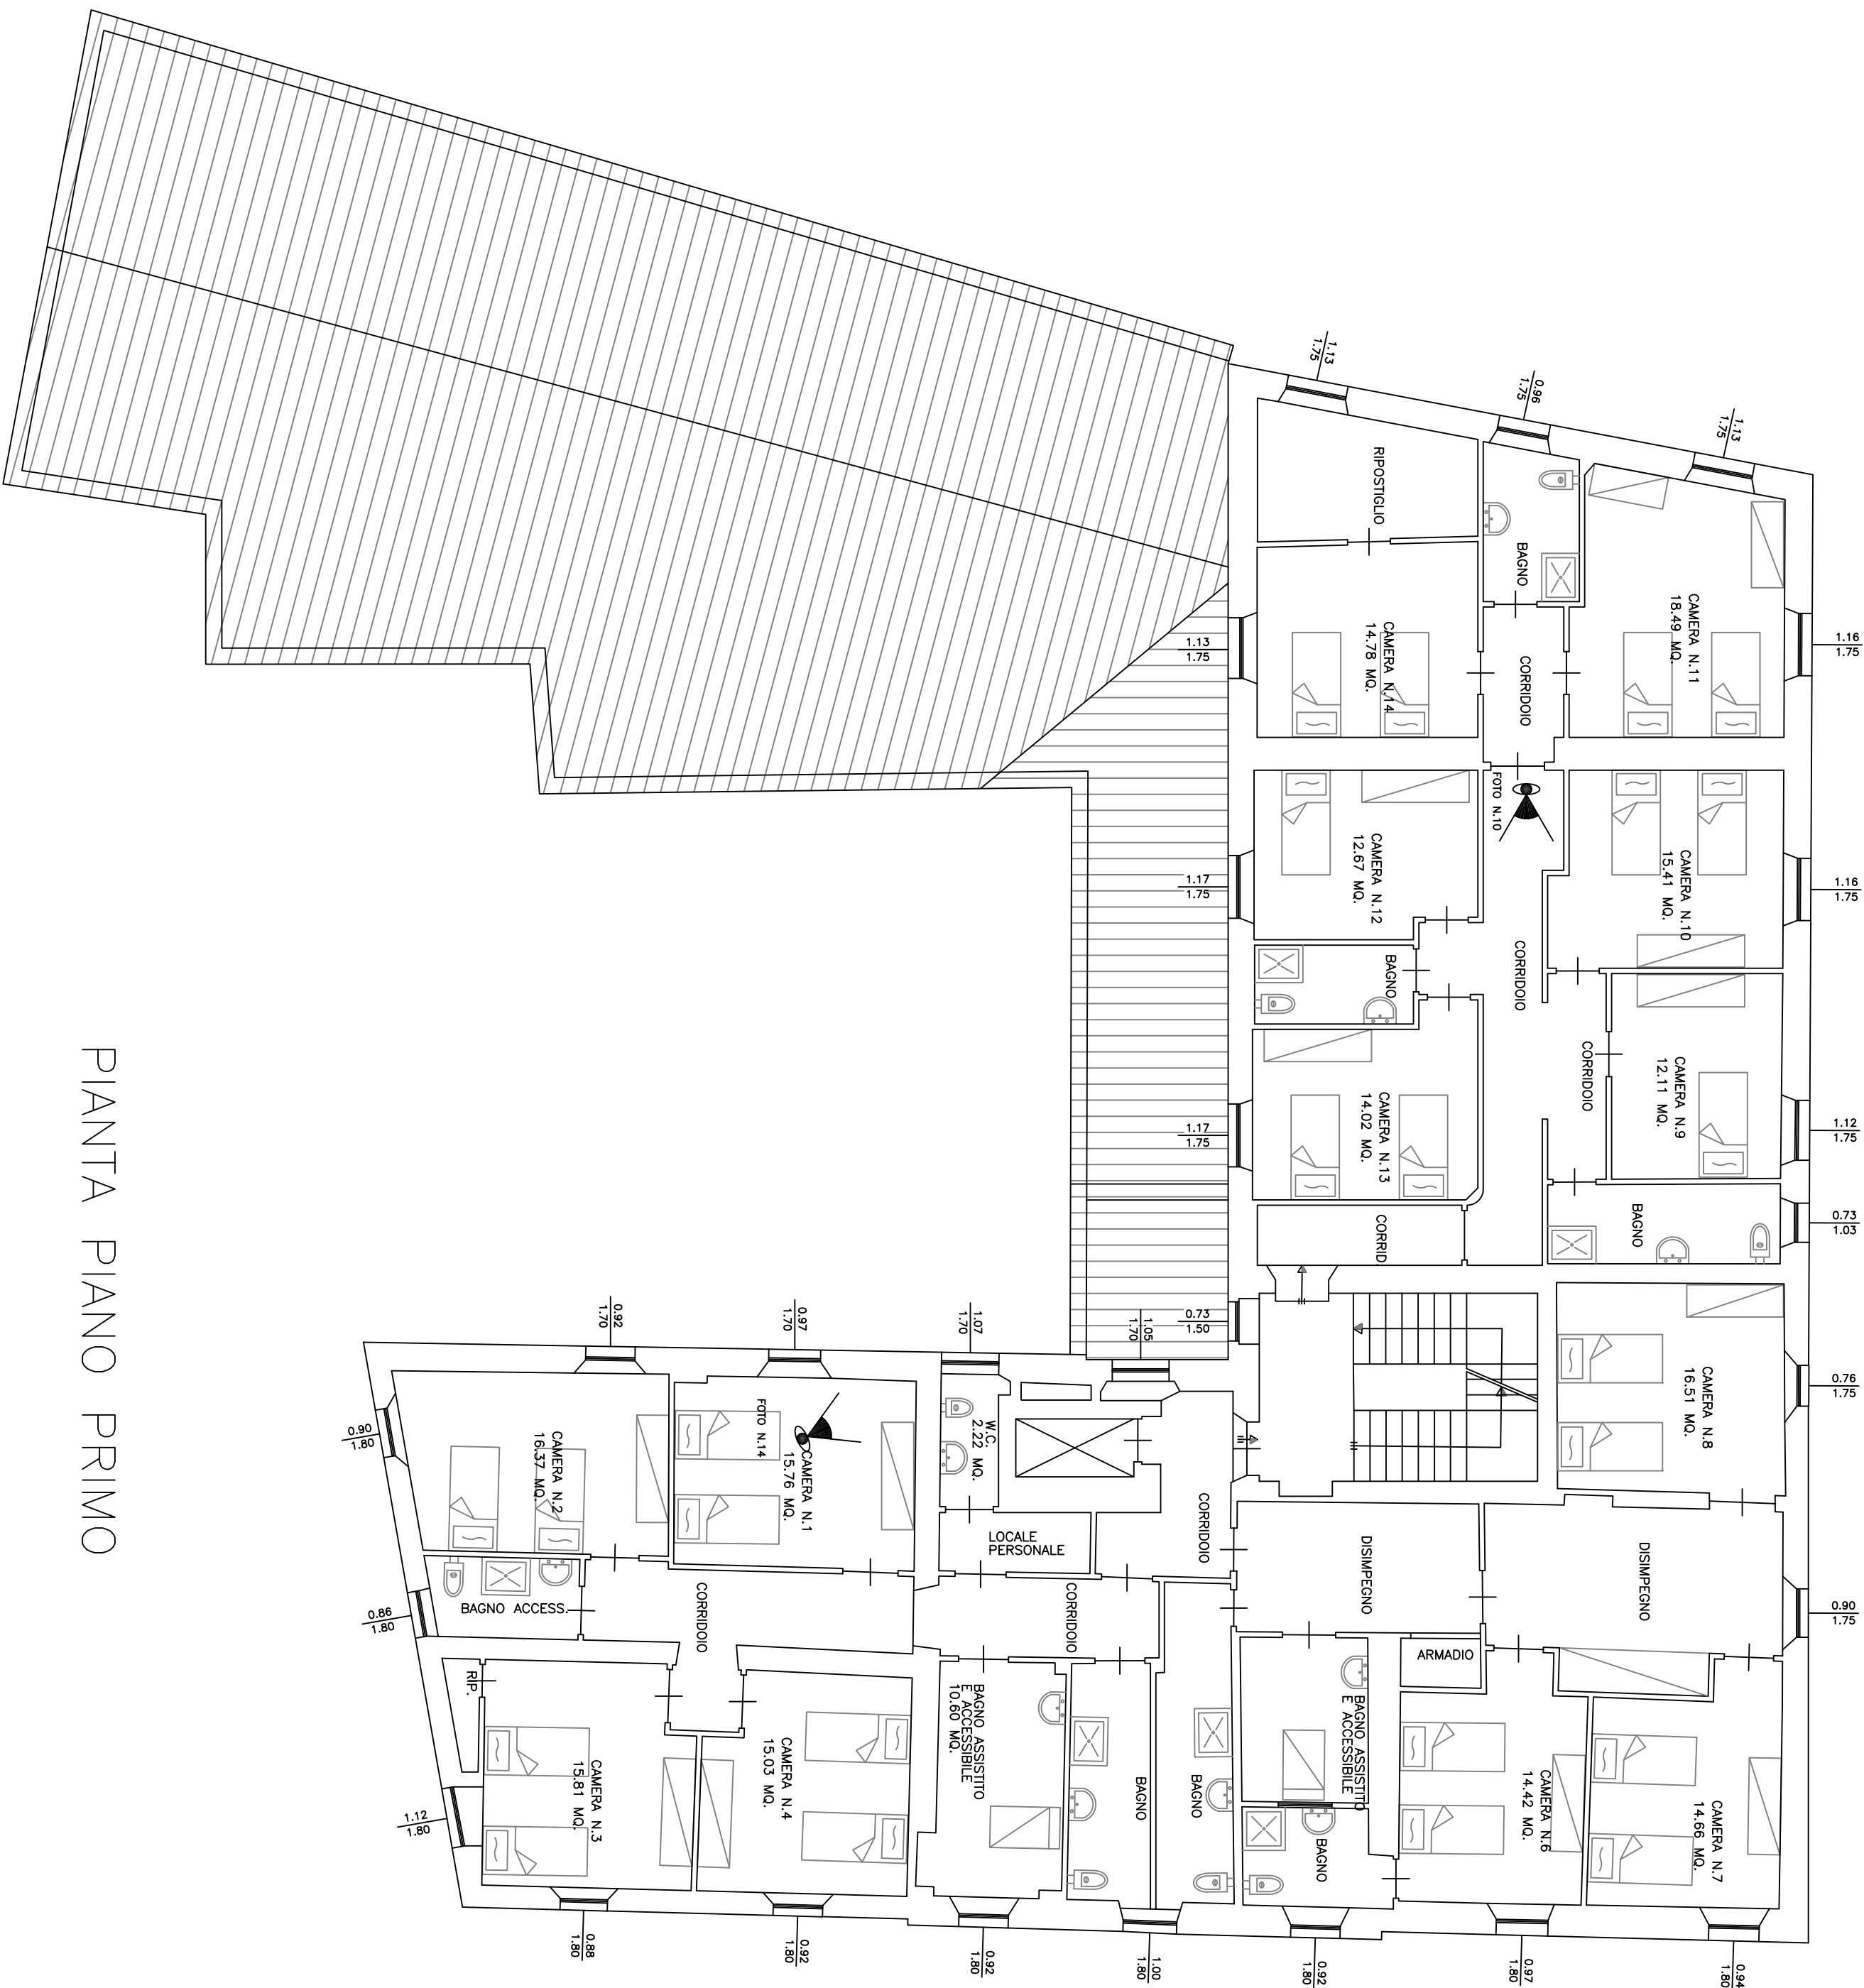 1.13
1.75
0.96
1.75
1.13
1.75
1.16
1.75
1.16
1.75
1.12
1.75
0.73
1.03
0.76
1.75
0.90
1.75
RIPOSTIGLIO
BAGNO
CAMERA N.11
18.49 MQ.
CAMERA N.14
14.78 MQ.
CORRIDOIO
1.13
1.75
FOTO N.10
CAMERA N.12
12.67 MQ.
CAMERA N.10
15.41 MQ.
1.17
1.75
BAGNO
CORRIDOIO
CORRIDOIO
CAMERA N.9
12.11 MQ.
CAMERA N.13
14.02 MQ.
1.17
1.75
CORRID.
BAGNO
0.73
1.50
1.05
1.70
1.07
1.70
0.97
1.70
0.92
1.70
CAMERA N.8
16.51 MQ.
W.C.
2.22 MQ.
FOTO N.14
CAMERA N.1
15.76 MQ.
CAMERA N.2
16.37 MQ.
0.90
1.80
LOCALE
PERSONALE
CORRIDOIO
DISIMPEGNO
DISIMPEGNO
BAGNO ACCESS.
CORRIDOIO
CORRIDOIO
0.86
1.80
ARMADIO
RIP.
BAGNO ASSISTITO
E ACCESSIBILE
10.60 MQ.
BAGNO ASSISTITO
E ACCESSIBILE
CAMERA N.4
15.03 MQ.
CAMERA N.3
15.81 MQ.
BAGNO
BAGNO
BAGNO
CAMERA N.6
14.42 MQ.
CAMERA N.7
14.66 MQ.
1.12
1.80
0.88
1.80
0.92
1.80
0.92
1.80
1.00
1.80
0.92
1.80
0.97
1.80
0.94
1.80
PIANTA PIANO PRIMO